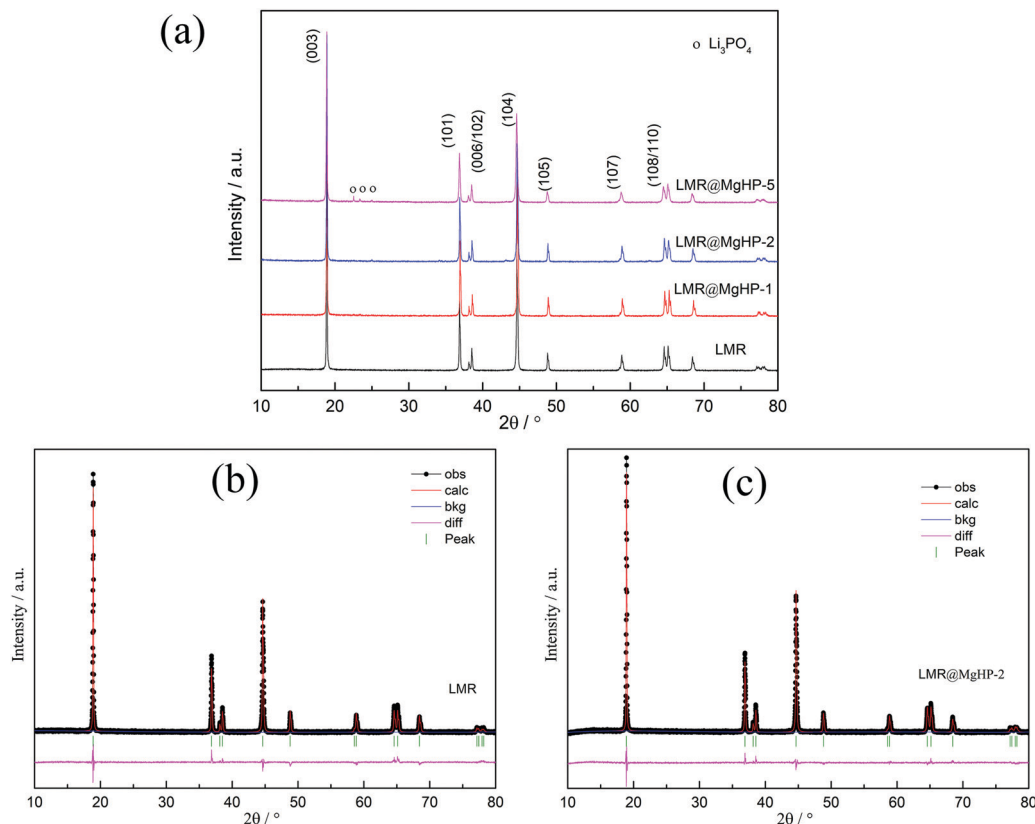 (a)
(003)
(101)
(006/102)
(104)
(105)
(107)
(108/110)
o Li₃PO₄
o o o
LMR@MgHP-5
LMR@MgHP-2
LMR@MgHP-1
LMR
Intensity / a.u.
10 20 30 40 50 60 70 80
2θ / °
(b)
obs
calc
bkg
diff
Peak
LMR
Intensity / a.u.
10 20 30 40 50 60 70 80
2θ / °
(c)
obs
calc
bkg
diff
Peak
LMR@MgHP-2
Intensity / a.u.
10 20 30 40 50 60 70 80
2θ / °